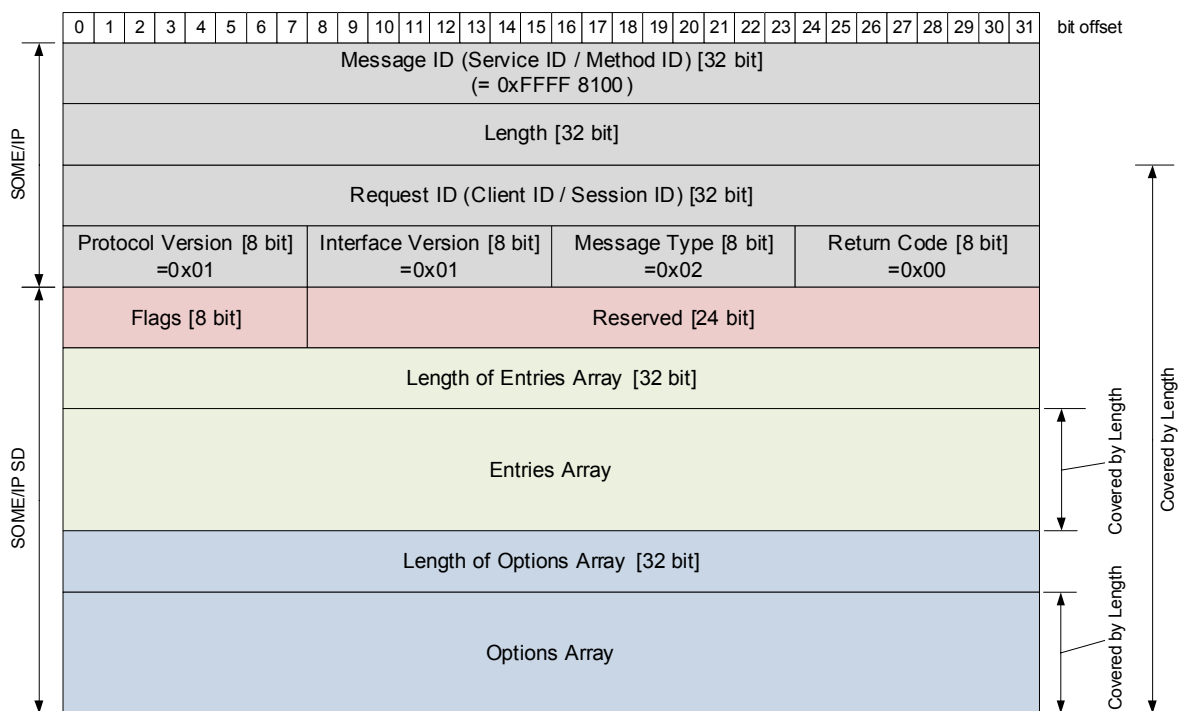 0 1 2 3 4 5 6 7 8 9 10 11 12 13 14 15 16 17 18 19 20 21 22 23 24 25 26 27 28 29 30 31 bit offset
SOME/IP
Message ID (Service ID / Method ID) [32 bit]
(= 0xFFFF 8100)
Length [32 bit]
Request ID (Client ID / Session ID) [32 bit]
Protocol Version [8 bit]
=0x01
Interface Version [8 bit]
=0x01
Message Type [8 bit]
=0x02
Return Code [8 bit]
=0x00
SOME/IP SD
Flags [8 bit]
Reserved [24 bit]
Length of Entries Array [32 bit]
Entries Array
Covered by Length
Length of Options Array [32 bit]
Options Array
Covered by Length
Covered by Length